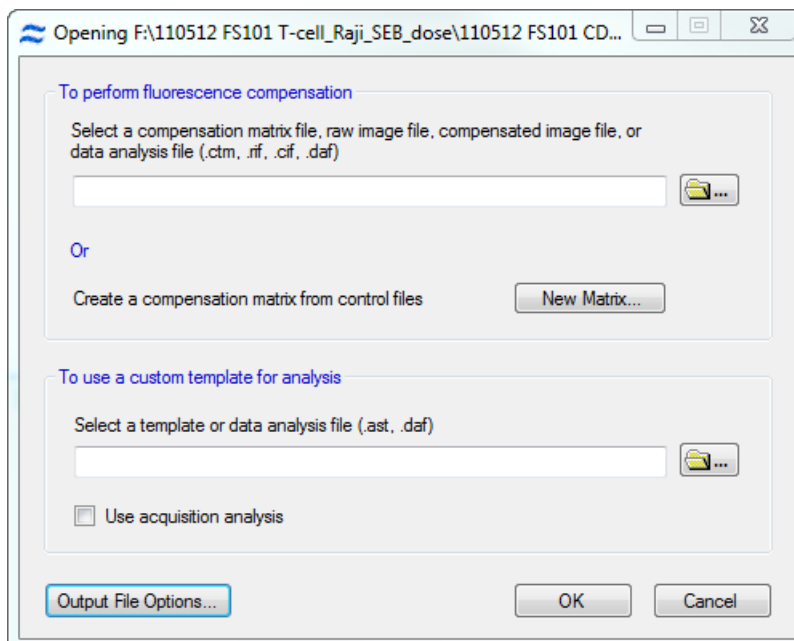 Opening F:\110512 FS101 T-cell_Raji_SEB_dose\110512 FS101 CD...
To perform fluorescence compensation
Select a compensation matrix file, raw image file, compensated image file, or
data analysis file (.ctm, .rif, .cif, .daf)
...
Or
Create a compensation matrix from control files
New Matrix...
To use a custom template for analysis
Select a template or data analysis file (.ast, .daf)
...
Use acquisition analysis
Output File Options...
OK
Cancel